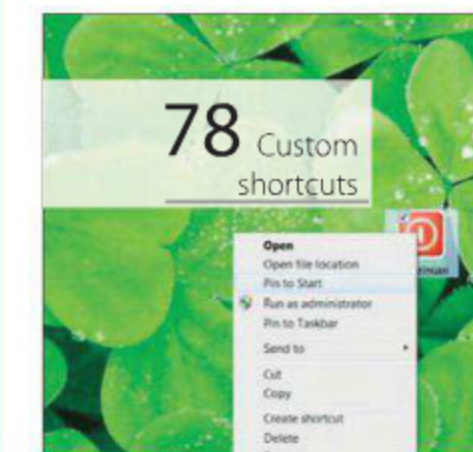 78 Custom
shortcuts
Open
Open file location
Pin to Start
Run as administrator
Pin to Taskbar
Send to
Cut
Copy
Create shortcut
Delete